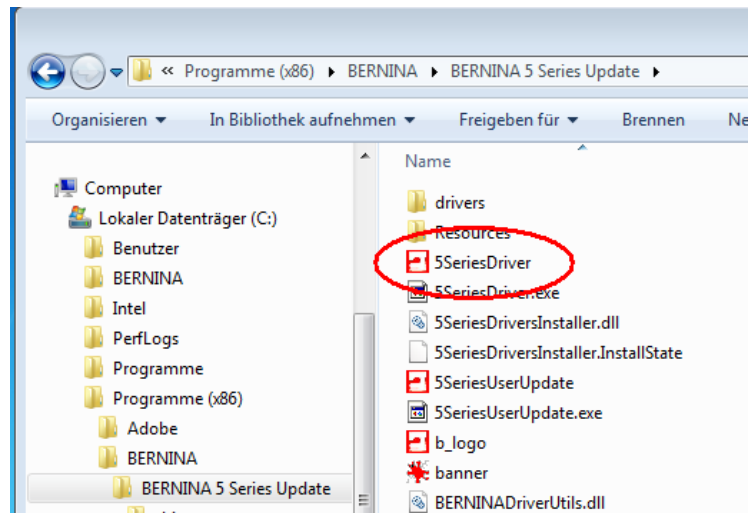 « Programme (x86) ▸ BERNINA ▸ BERNINA 5 Series Update ▸
Organisieren ▾ In Bibliothek aufnehmen ▾ Freigeben für ▾ Brennen Ne
Computer
Lokaler Datenträger (C:)
Benutzer
BERNINA
Intel
PerfLogs
Programme
Programme (x86)
Adobe
BERNINA
BERNINA 5 Series Update
Name
drivers
Resources
5SeriesDriver
5SeriesDriver.exe
5SeriesDriversInstaller.dll
5SeriesDriversInstaller.InstallState
5SeriesUserUpdate
5SeriesUserUpdate.exe
b_logo
banner
BERNINADriverUtils.dll